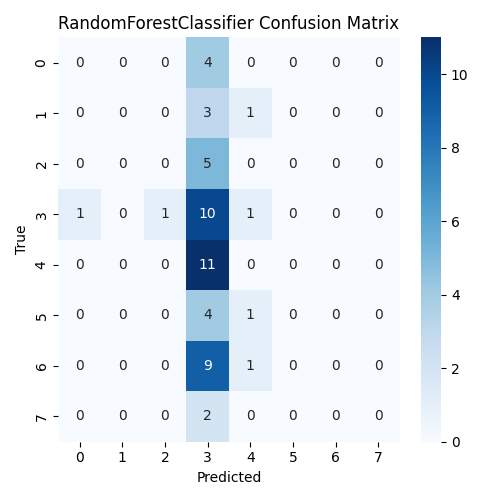 RandomForestClassifier Confusion Matrix
True
0 0 0 0 4 0 0 0 0
1 0 0 0 3 1 0 0 0
2 0 0 0 5 0 0 0 0
3 1 0 1 10 1 0 0 0
4 0 0 0 11 0 0 0 0
5 0 0 0 4 1 0 0 0
6 0 0 0 9 1 0 0 0
7 0 0 0 2 0 0 0 0
0 1 2 3 4 5 6 7
Predicted
10
8
6
4
2
0